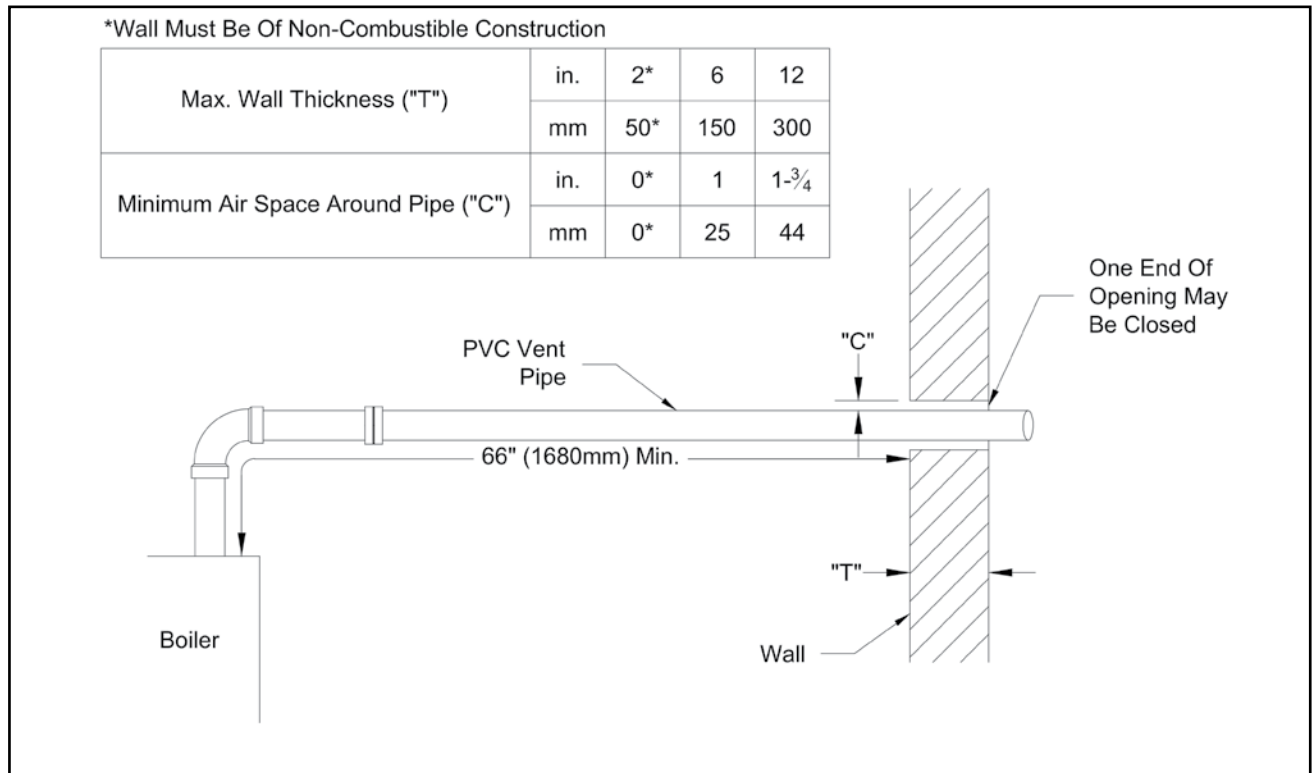 *Wall Must Be Of Non-Combustible Construction
Max. Wall Thickness ("T")
in. 2* 6 12
mm 50* 150 300
Minimum Air Space Around Pipe ("C")
in. 0* 1 1-¾
mm 0* 25 44
One End Of
Opening May
Be Closed
"C"
PVC Vent
Pipe
66" (1680mm) Min.
"T"
Boiler
Wall